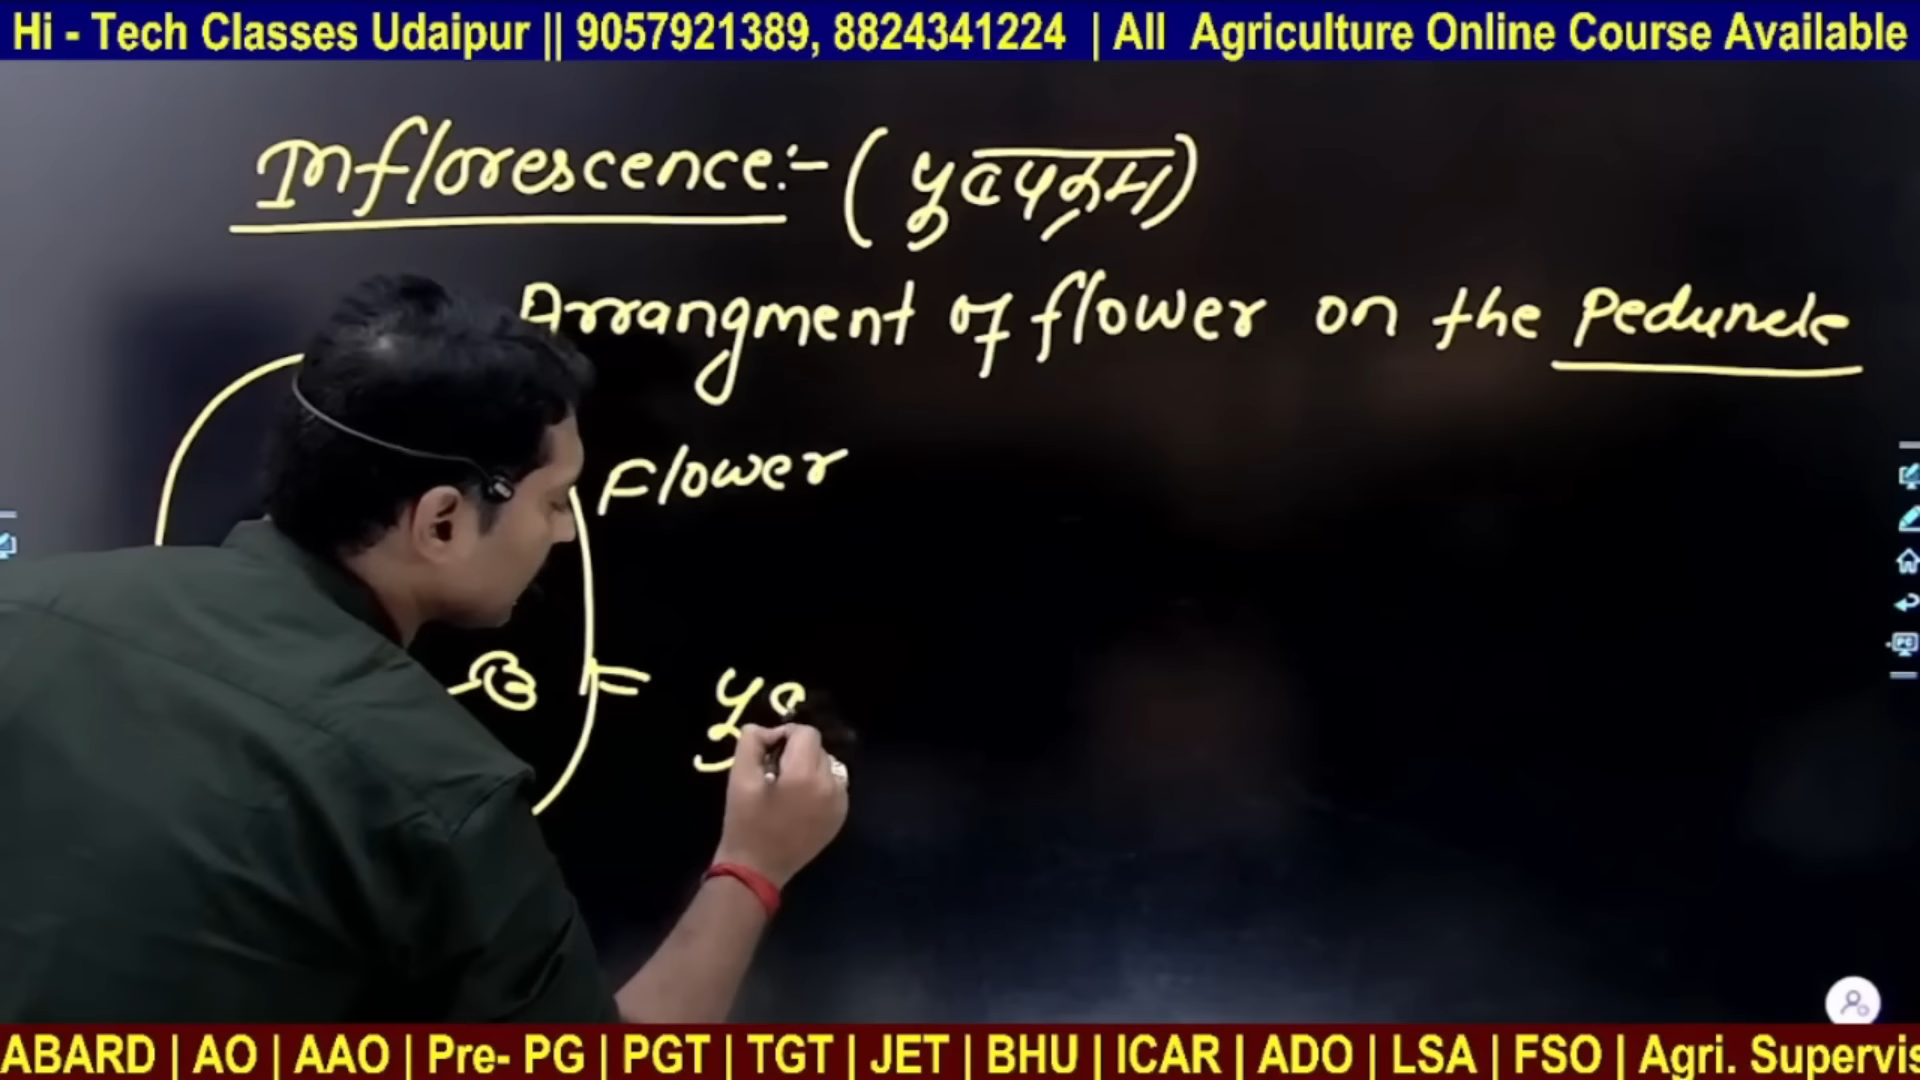 Hi - Tech Classes Udaipur || 9057921389, 8824341224 | All Agriculture Online Course Available
Inflorescence:- (पुष्पक्रम)
Arrangment of flower on the Peduncle
Flower
ABARD | AO | AAO | Pre- PG | PGT | TGT | JET | BHU | ICAR | ADO | LSA | FSO | Agri. Supervis